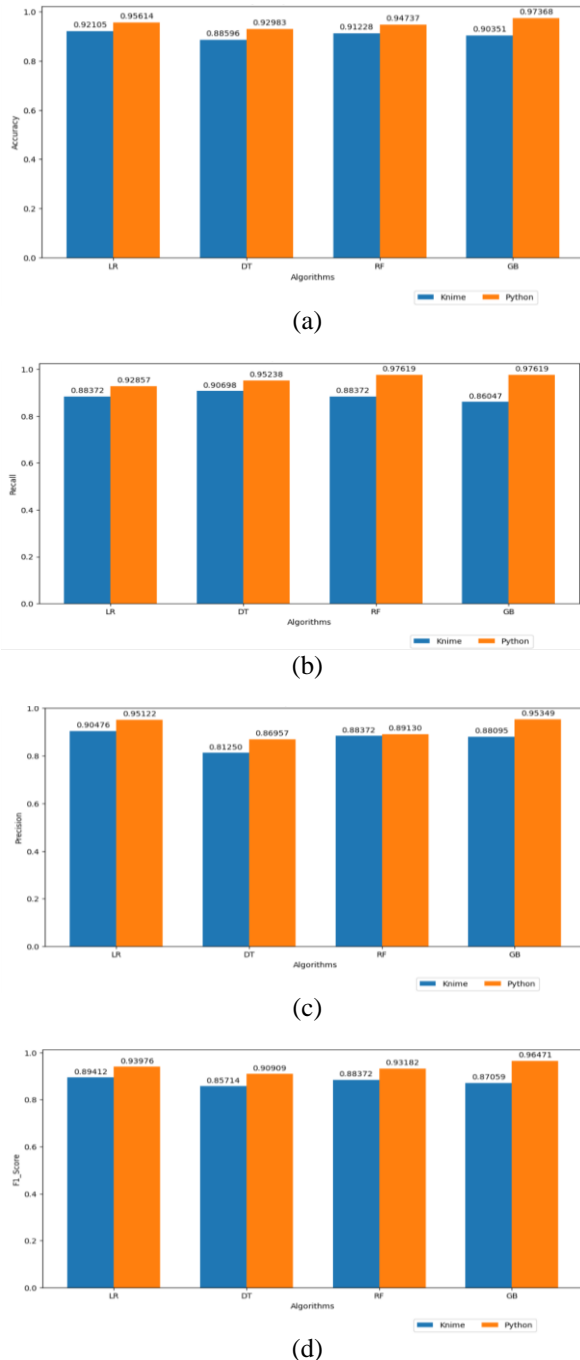 0.92105 0.95614 0.88596 0.92983 0.91228 0.94737 0.90351 0.97368
1.0
0.8
0.6
0.4
0.2
0.0
Accuracy
LR DT RF GB
Algorithms
Knime Python
(a)
0.88372 0.92857 0.90698 0.95238 0.88372 0.97619 0.86047 0.97619
1.0
0.8
0.6
0.4
0.2
0.0
Recall
LR DT RF GB
Algorithms
Knime Python
(b)
0.90476 0.95122 0.81250 0.86957 0.88372 0.89130 0.88095 0.95349
1.0
0.8
0.6
0.4
0.2
0.0
Precision
LR DT RF GB
Algorithms
Knime Python
(c)
0.89412 0.93976 0.85714 0.90909 0.88372 0.93182 0.87059 0.96471
1.0
0.8
0.6
0.4
0.2
0.0
F1_Score
LR DT RF GB
Algorithms
Knime Python
(d)